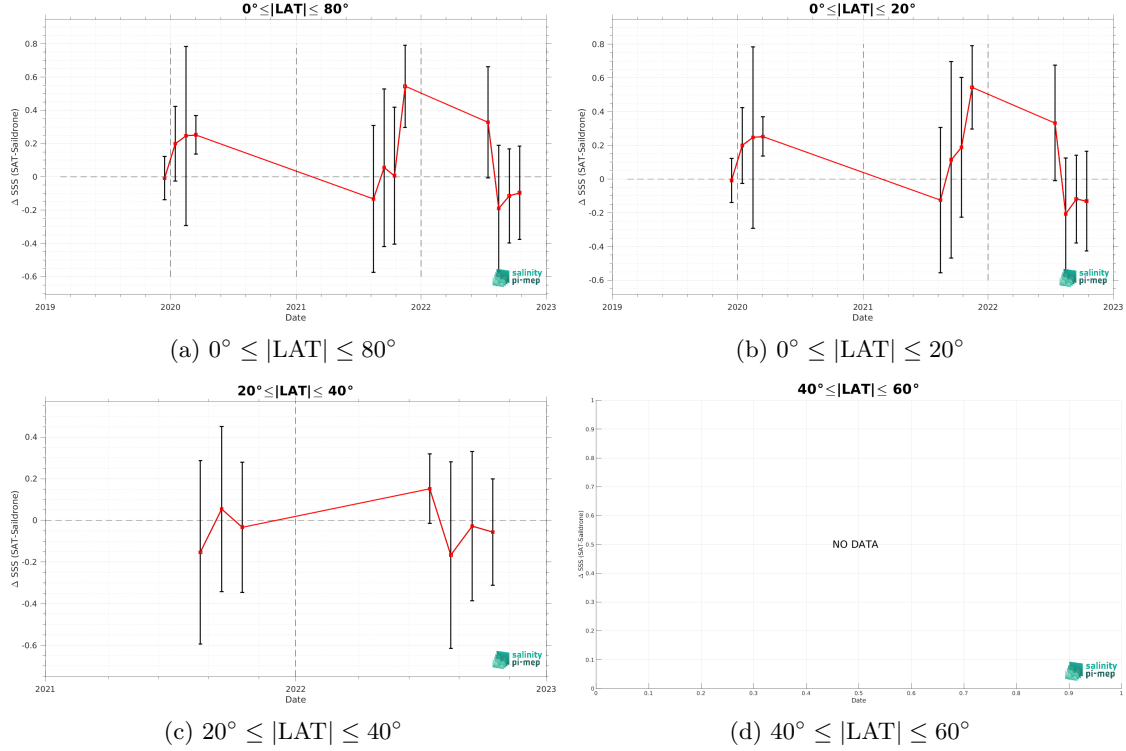 0°≤|LAT|≤ 80°
Δ SSS (SAT-Saildrone)
0.8
0.6
0.4
0.2
0
-0.2
-0.4
-0.6
2019 2020 2021 2022 2023
Date
salinity
pi-mep
(a) 0° ≤ |LAT| ≤ 80°
0°≤|LAT|≤ 20°
Δ SSS (SAT-Saildrone)
0.8
0.6
0.4
0.2
0
-0.2
-0.4
-0.6
2019 2020 2021 2022 2023
Date
salinity
pi-mep
(b) 0° ≤ |LAT| ≤ 20°
20°≤|LAT|≤ 40°
Δ SSS (SAT-Saildrone)
0.4
0.2
0
-0.2
-0.4
-0.6
2021 2022 2023
Date
salinity
pi-mep
(c) 20° ≤ |LAT| ≤ 40°
40°≤|LAT|≤ 60°
Δ SSS (SAT-Saildrone)
1
0.9
0.8
0.7
0.6
0.5
0.4
0.3
0.2
0.1
0
NO DATA
0 0.1 0.2 0.3 0.4 0.5 0.6 0.7 0.8 0.9 1
Date
salinity
pi-mep
(d) 40° ≤ |LAT| ≤ 60°